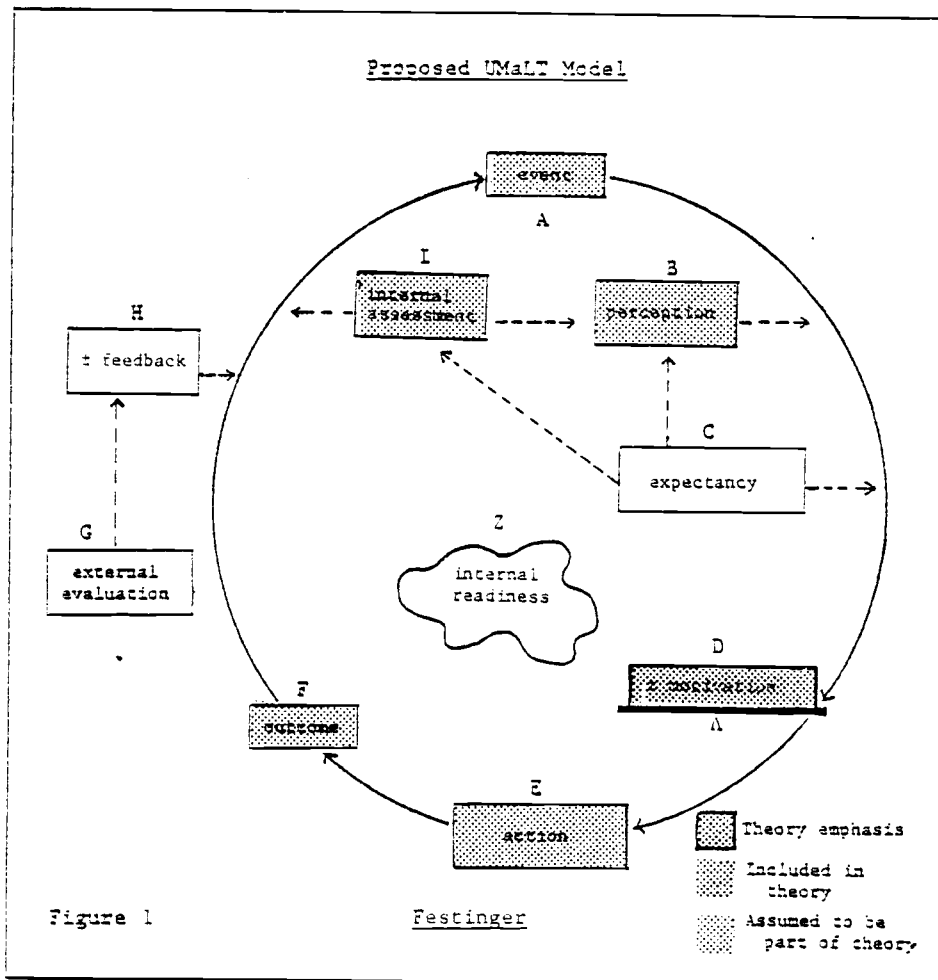 Proposed UMaLT Model
event
A
I
internal
assessment
B
perception
H
± feedback
C
expectancy
G
external
evaluation
Z
internal
readiness
D
± motivation
Λ
F
outcome
E
action
Theory emphasis
Included in
theory
Assumed to be
part of theory
Figure 1
Festinger